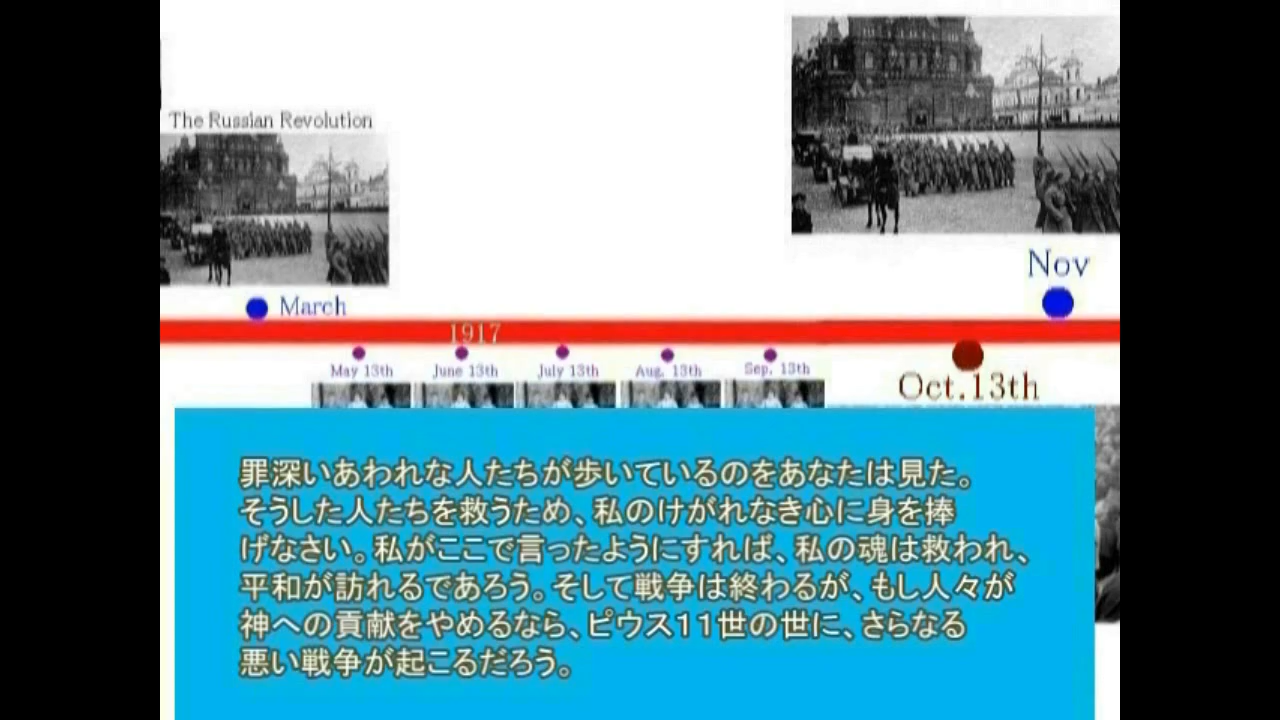 The Russian Revolution
Nov
March
1917
May 13th
June 13th
July 13th
Aug. 13th
Sep. 13th
Oct.13th
罪深いあわれな人たちが歩いているのをあなたは見た。
そうした人たちを救うため、私のけがれなき心に身を捧
げなさい。私がここで言ったようにすれば、私の魂は救われ、
平和が訪れるであろう。そして戦争は終わるが、もし人々が
神への貢献をやめるなら、ピウス11世の世に、さらなる
悪い戦争が起こるだろう。